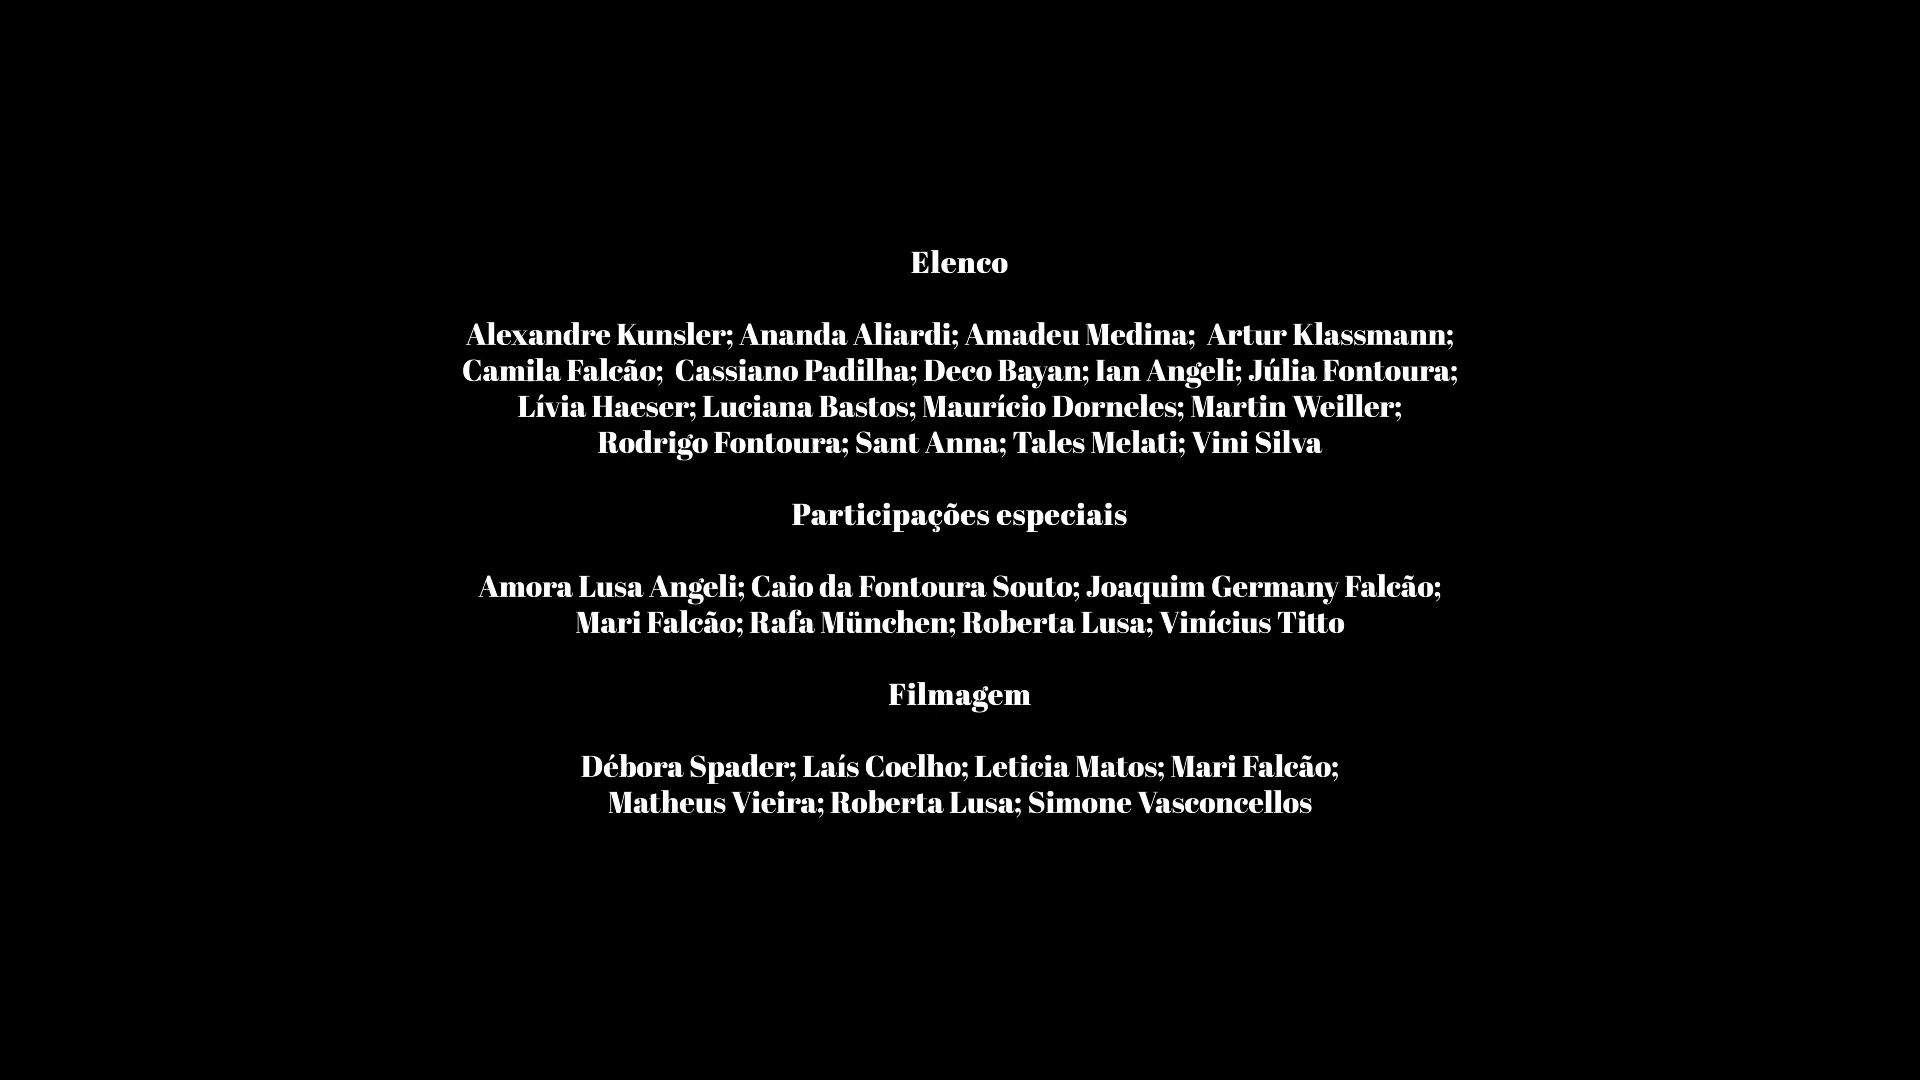 Elenco
Alexandre Kunsler; Ananda Aliardi; Amadeu Medina;  Artur Klassmann;
Camila Falcão;  Cassiano Padilha; Deco Bayan; Ian Angeli; Júlia Fontoura;
Lívia Haeser; Luciana Bastos; Maurício Dorneles; Martin Weiller;
Rodrigo Fontoura; Sant Anna; Tales Melati; Vini Silva
Participações especiais
Amora Lusa Angeli; Caio da Fontoura Souto; Joaquim Germany Falcão;
Mari Falcão; Rafa München; Roberta Lusa; Vinícius Titto
Filmagem
Débora Spader; Laís Coelho; Leticia Matos; Mari Falcão;
Matheus Vieira; Roberta Lusa; Simone Vasconcellos